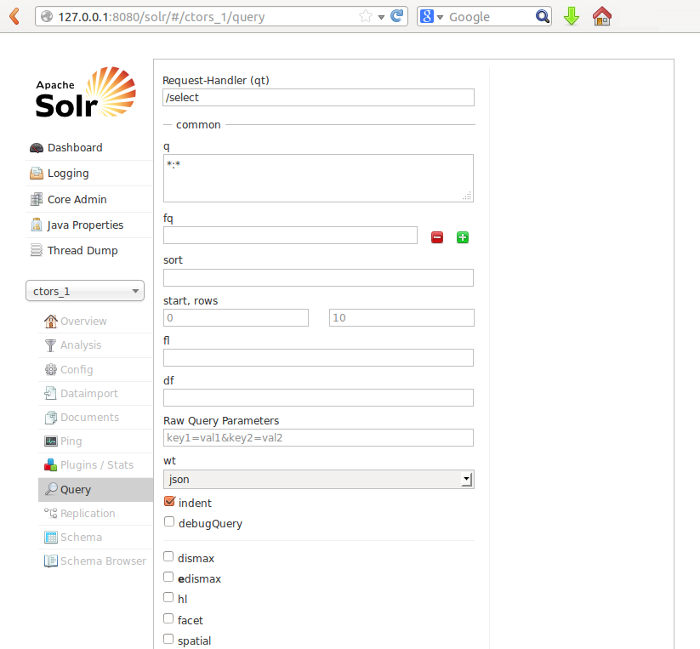 127.0.0.1:8080/solr/#/ctors_1/query
Google
Apache
Solr
Dashboard
Logging
Core Admin
Java Properties
Thread Dump
ctors_1
Overview
Analysis
Config
Dataimport
Documents
Ping
Plugins / Stats
Query
Replication
Schema
Schema Browser
Request-Handler (qt)
/select
common
q
*:*
fq
sort
start, rows
0 10
fl
df
Raw Query Parameters
key1=val1&key2=val2
wt
json
indent
debugQuery
dismax
edismax
hl
facet
spatial